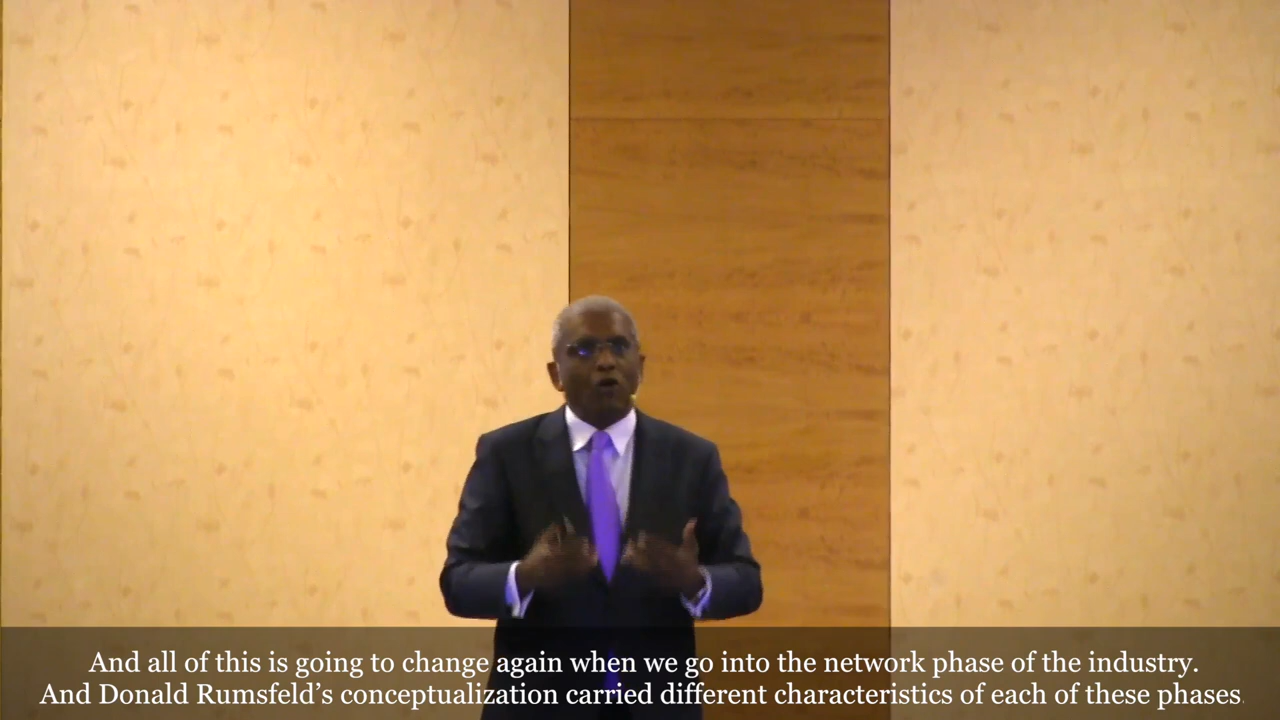 And all of this is going to change again when we go into the network phase of the industry.
And Donald Rumsfeld’s conceptualization carried different characteristics of each of these phases